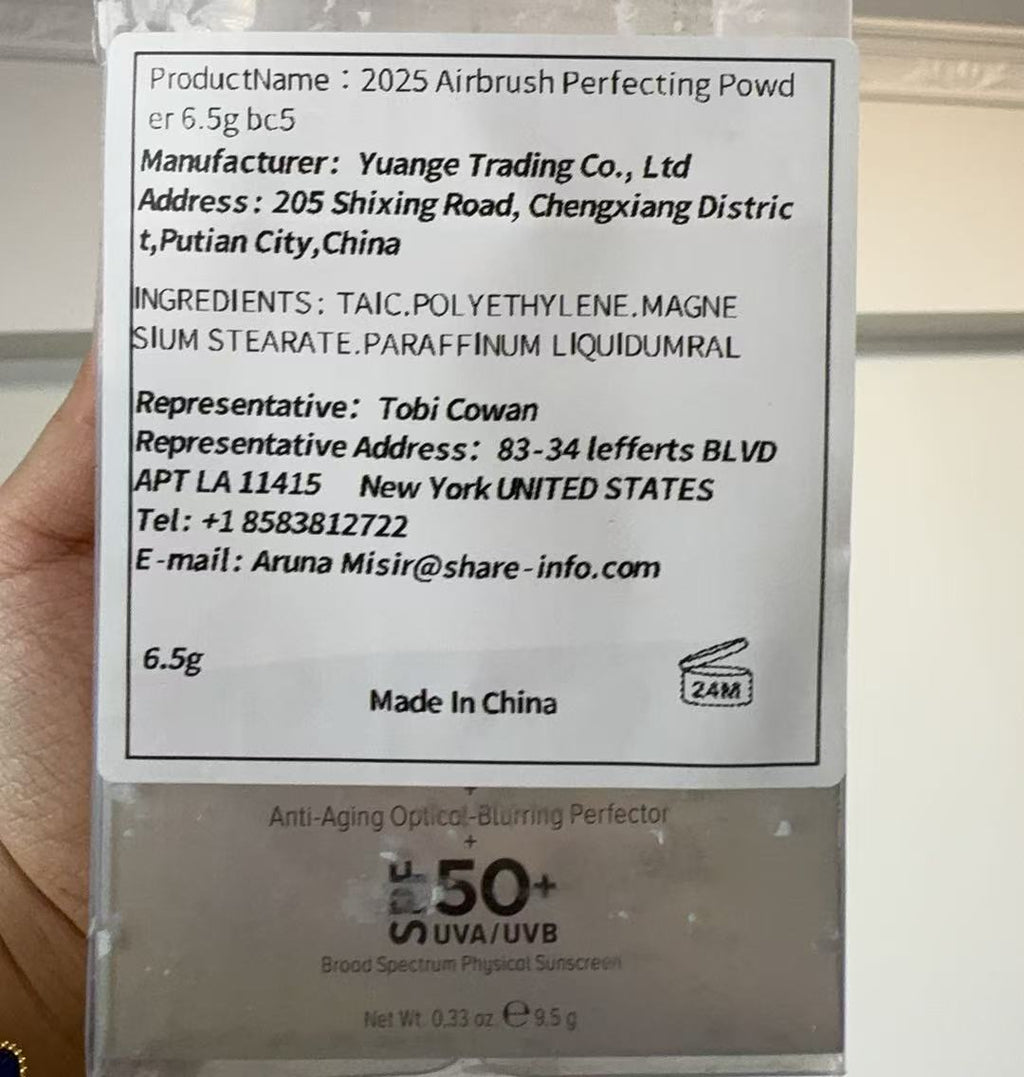 ProductName：2025 Airbrush Perfecting Powd
er 6.5g bc5
Manufacturer: Yuange Trading Co., Ltd
Address: 205 Shixing Road, Chengxiang Distric
t,Putian City,China
INGREDIENTS: TAIC.POLYETHYLENE.MAGNE
SIUM STEARATE.PARAFFINUM LIQUIDUMRAL
Representative: Tobi Cowan
Representative Address: 83-34 lefferts BLVD
APT LA 11415 New York UNITED STATES
Tel: +1 8583812722
E-mail: Aruna Misir@share-info.com
6.5g
24M
Made In China
+
Anti-Aging Optical-Blurring Perfector
+
SPF 50+
UVA/UVB
Broad Spectrum Physical Sunscreen
Net Wt. 0.33 oz. ℮ 9.5 g